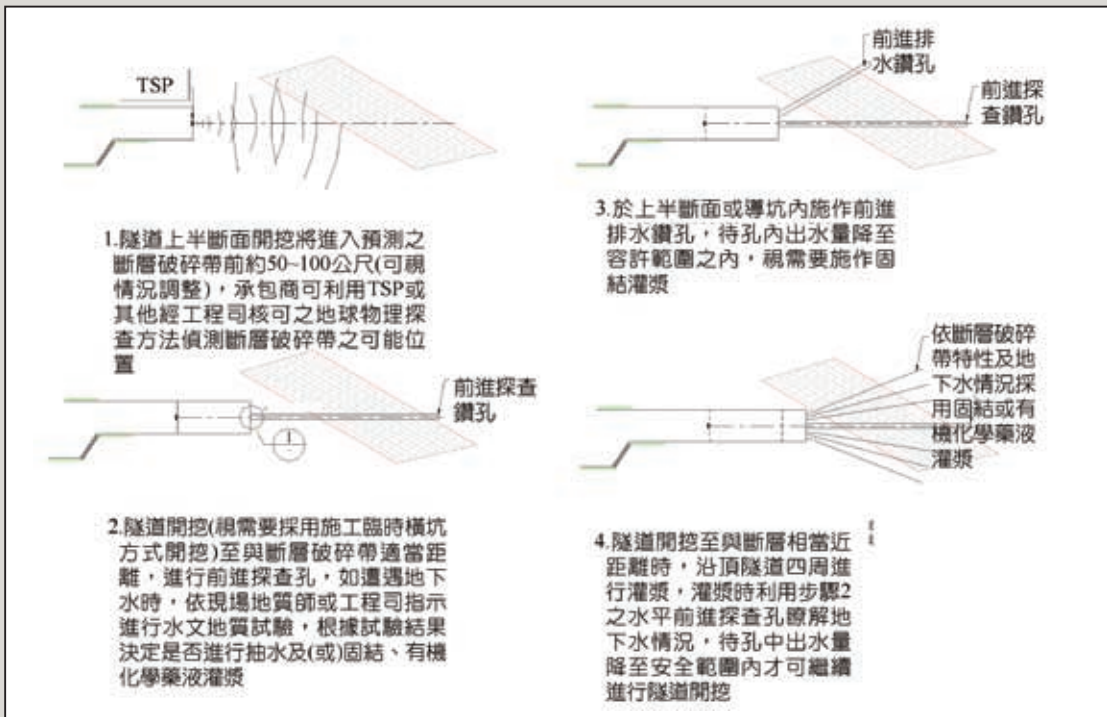 TSP
1.隧道上半斷面開挖將進入預測之
斷層破碎帶前約50~100公尺(可視
情況調整)，承包商可利用TSP或
其他經工程司核可之地球物理探
查方法偵測斷層破碎帶之可能位
置
前進探查
鑽孔
1
2.隧道開挖(視需要採用施工臨時橫坑
方式開挖)至與斷層破碎帶適當距
離，進行前進探查孔，如遭遇地下
水時，依現場地質師或工程司指示
進行水文地質試驗，根據試驗結果
決定是否進行抽水及(或)固結、有機
化學藥液灌漿
前進排
水鑽孔
前進探
查鑽孔
3.於上半斷面或導坑內施作前進
排水鑽孔，待孔內出水量降至
容許範圍之內，視需要施作固
結灌漿
依斷層破碎
帶特性及地
下水情況採
用固結或有
機化學藥液
灌漿
4.隧道開挖至與斷層相當近
距離時，沿頂隧道四周進
行灌漿，灌漿時利用步驟2
之水平前進探查孔瞭解地
下水情況，待孔中出水量
降至安全範圍內才可繼續
進行隧道開挖